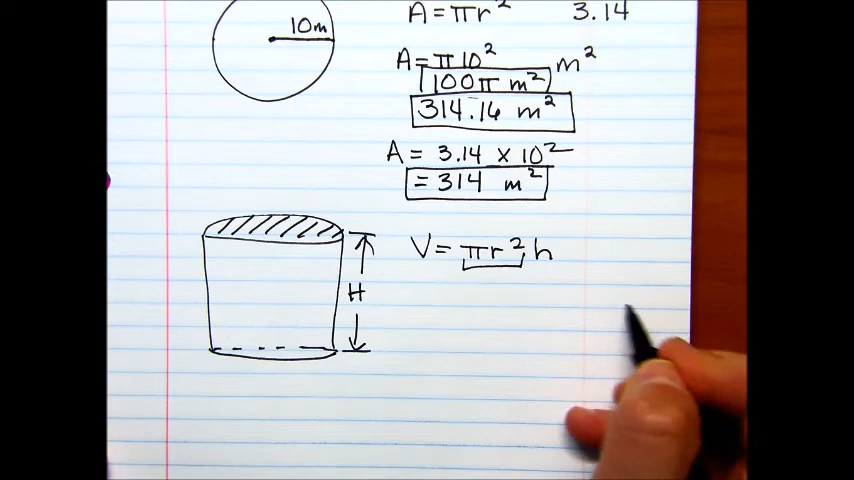 10m
A = πr²
3.14
A = π10²
m²
100π m²
314.16 m²
A = 3.14 x 10²
= 314 m²
V = πr²h
H